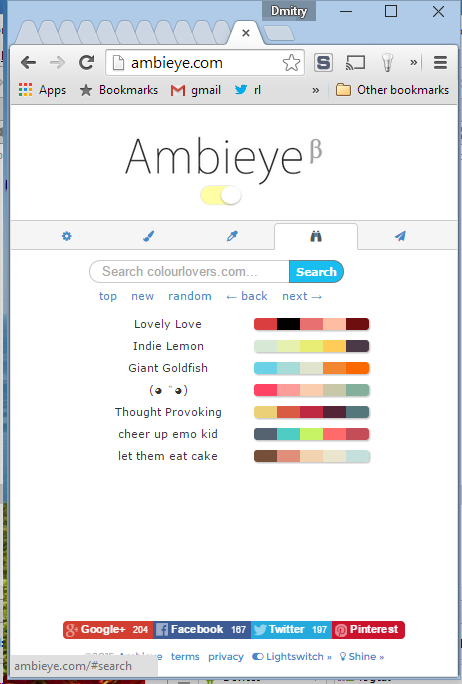 Dmitry
ambieye.com
Apps Bookmarks gmail rl » Other bookmarks
Ambieye β
Search colourlovers.com... Search
top new random ← back next →
Lovely Love
Indie Lemon
Giant Goldfish
(◕ ˝◕)
Thought Provoking
cheer up emo kid
let them eat cake
Google+ 204 Facebook 167 Twitter 197 Pinterest
Ambieye terms privacy Lightswitch » Shine »
ambieye.com/#search